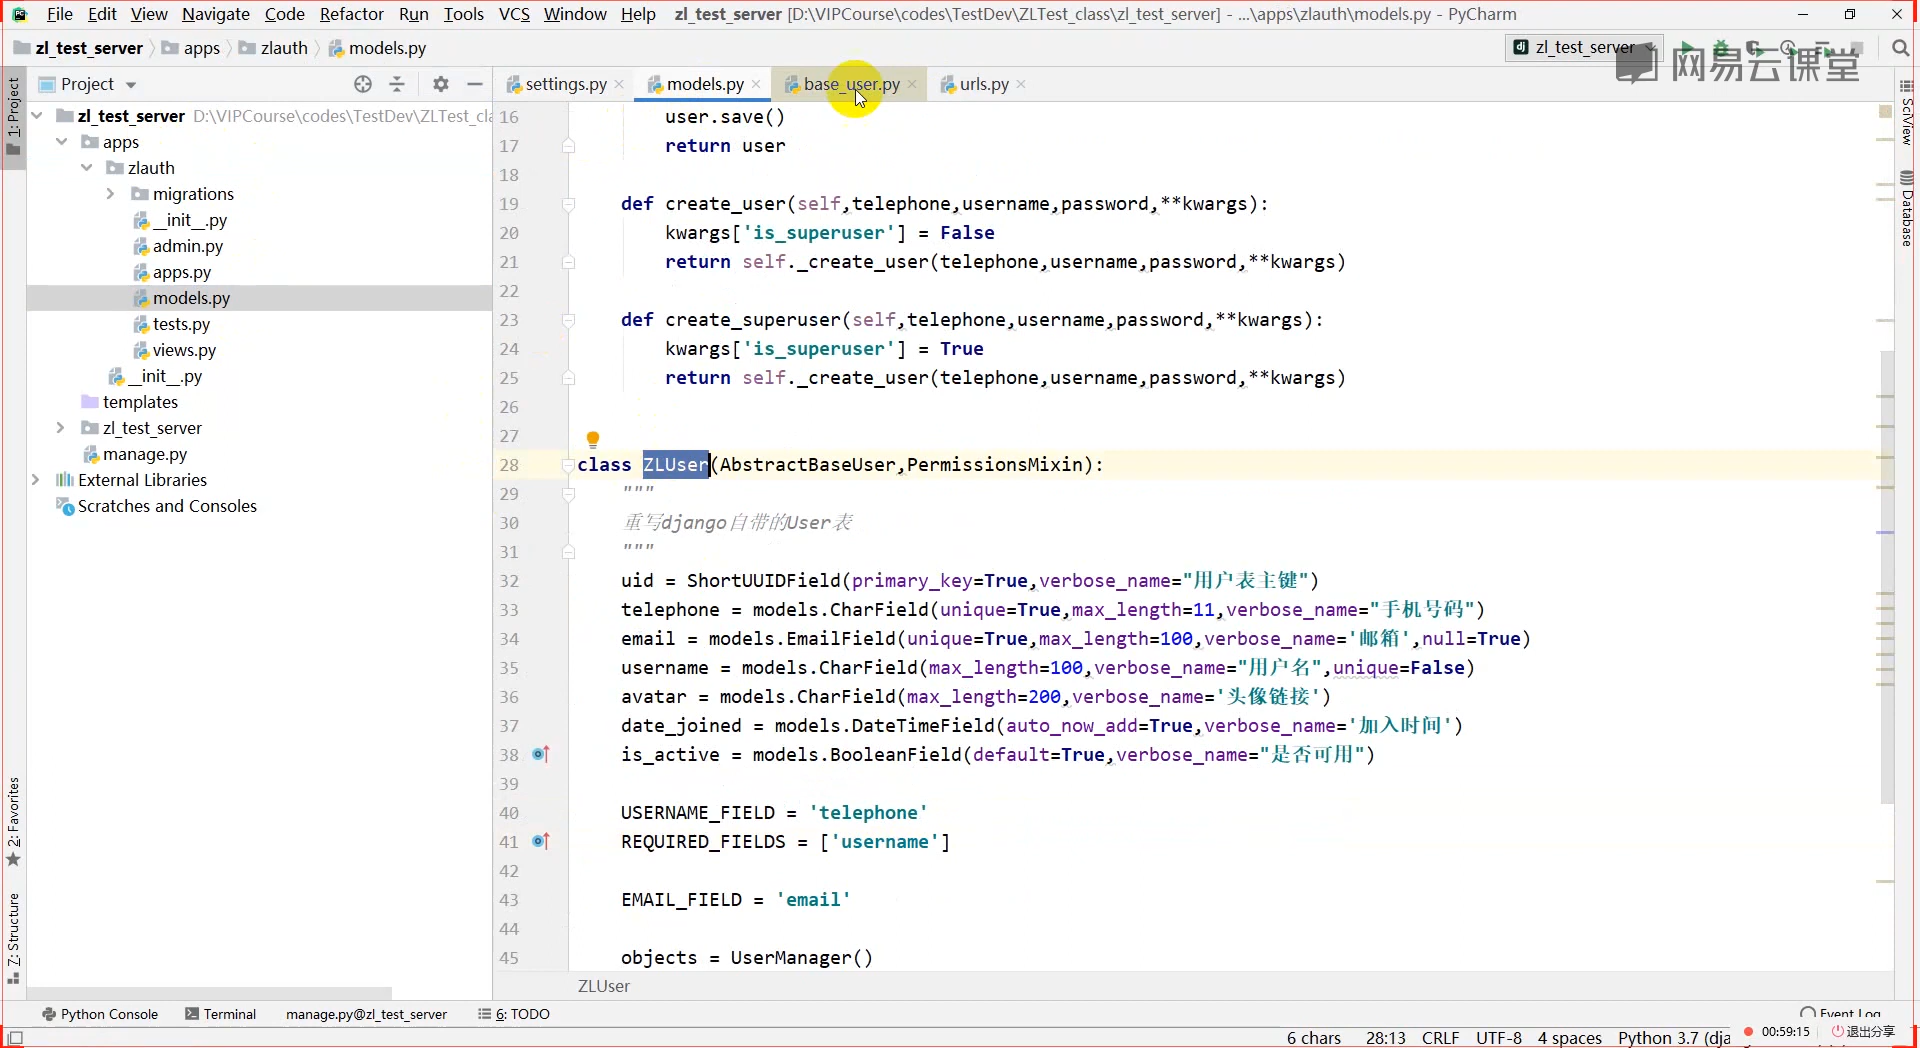 File Edit View Navigate Code Refactor Run Tools VCS Window Help zl_test_server [D:\VIPCourse\codes\TestDev\ZLTest_class\zl_test_server] - ...\apps\zlauth\models.py - PyCharm
zl_test_server apps zlauth models.py zl_test_server
网易云课堂
Project
settings.py models.py base_user.py urls.py
1: Project
zl_test_server D:\VIPCourse\codes\TestDev\ZLTest_cla
apps
zlauth
migrations
__init__.py
admin.py
apps.py
models.py
tests.py
views.py
__init__.py
templates
zl_test_server
manage.py
External Libraries
Scratches and Consoles
2: Favorites
7: Structure
16 user.save()
17 return user
18
19 def create_user(self,telephone,username,password,**kwargs):
20 kwargs['is_superuser'] = False
21 return self._create_user(telephone,username,password,**kwargs)
22
23 def create_superuser(self,telephone,username,password,**kwargs):
24 kwargs['is_superuser'] = True
25 return self._create_user(telephone,username,password,**kwargs)
26
27
28 class ZLUser(AbstractBaseUser,PermissionsMixin):
29 """
30 重写django自带的User表
31 """
32 uid = ShortUUIDField(primary_key=True,verbose_name="用户表主键")
33 telephone = models.CharField(unique=True,max_length=11,verbose_name="手机号码")
34 email = models.EmailField(unique=True,max_length=100,verbose_name='邮箱',null=True)
35 username = models.CharField(max_length=100,verbose_name="用户名",unique=False)
36 avatar = models.CharField(max_length=200,verbose_name='头像链接')
37 date_joined = models.DateTimeField(auto_now_add=True,verbose_name='加入时间')
38 is_active = models.BooleanField(default=True,verbose_name="是否可用")
39
40 USERNAME_FIELD = 'telephone'
41 REQUIRED_FIELDS = ['username']
42
43 EMAIL_FIELD = 'email'
44
45 objects = UserManager()
ZLUser
SciView
Database
Python Console Terminal manage.py@zl_test_server 6: TODO Event Log
6 chars 28:13 CRLF UTF-8 4 spaces Python 3.7 (dja 00:59:15 退出分享